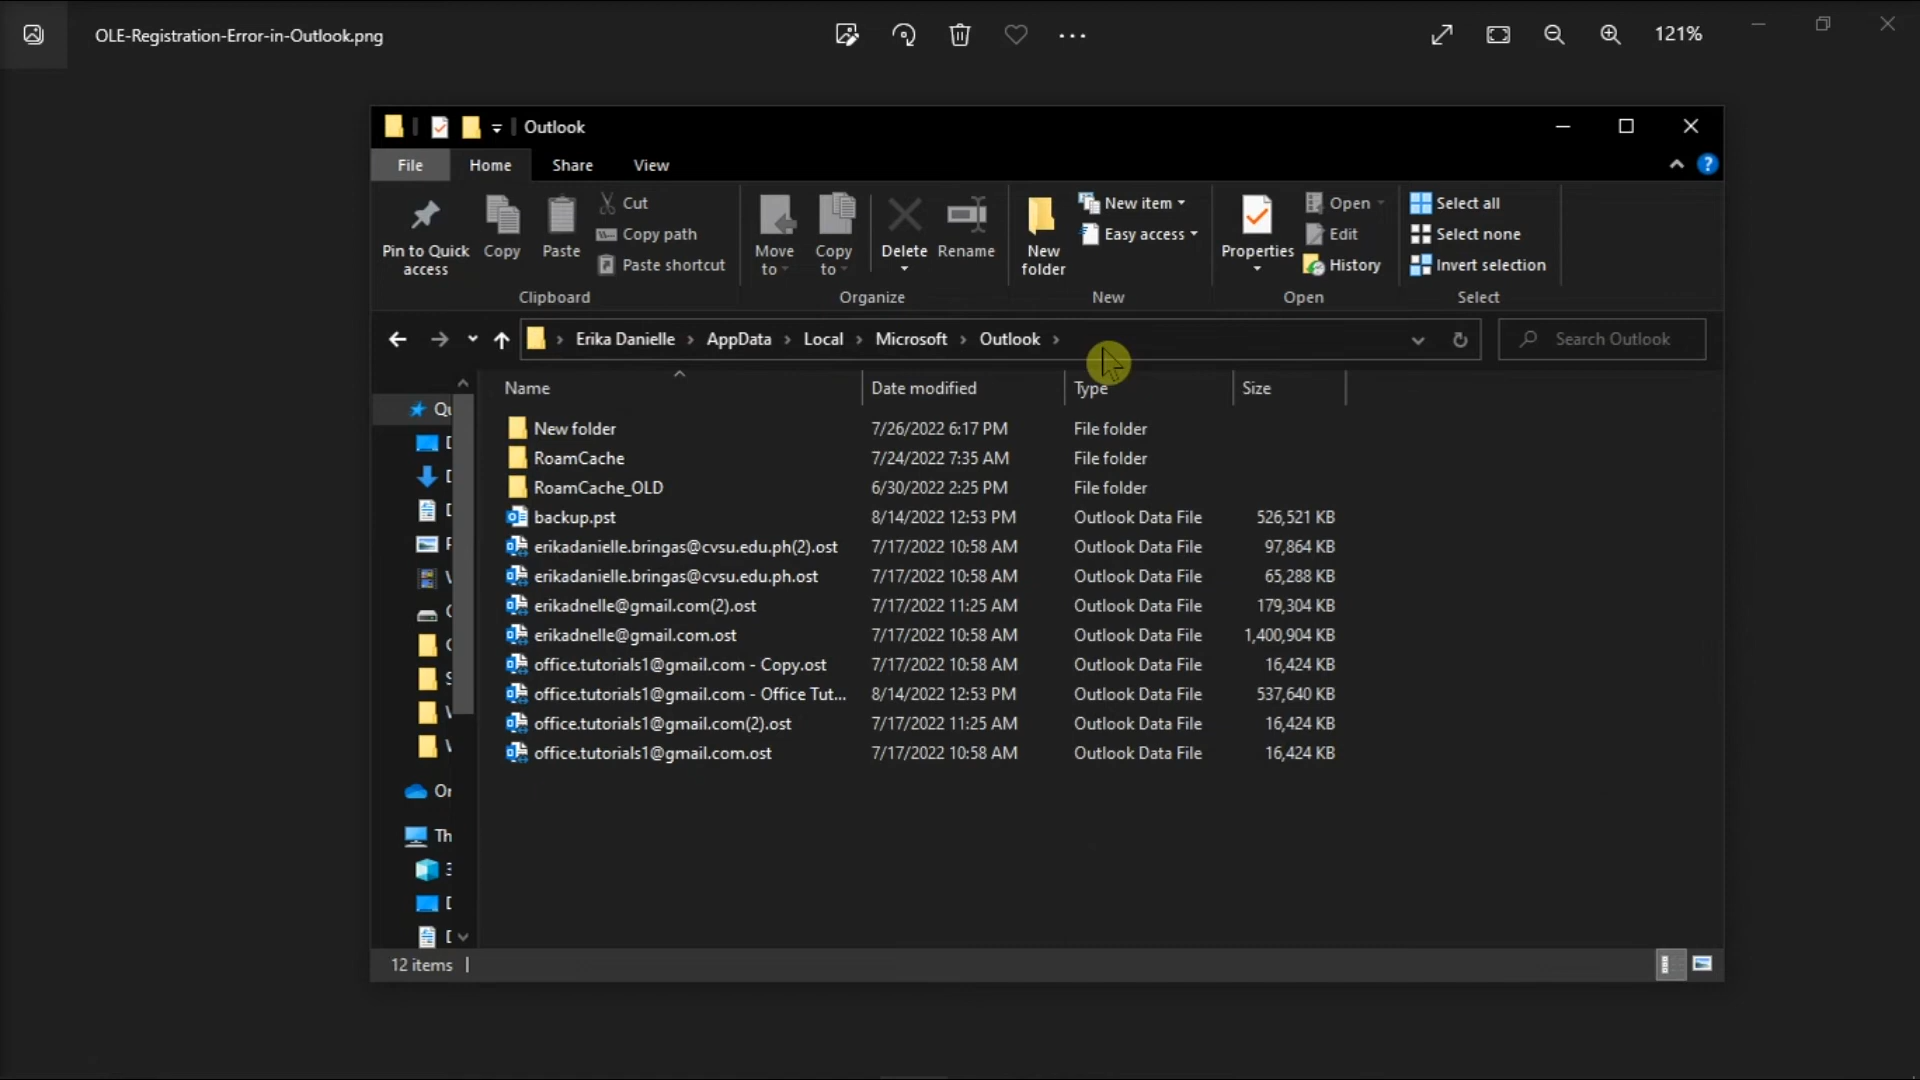 OLE-Registration-Error-in-Outlook.png
121%
Outlook
File Home Share View
Pin to Quick access
Copy
Paste
Cut
Copy path
Paste shortcut
Clipboard
Move to
Copy to
Delete
Rename
Organize
New folder
New item
Easy access
New
Properties
Open
Edit
History
Open
Select all
Select none
Invert selection
Select
Erika Danielle > AppData > Local > Microsoft > Outlook >
Search Outlook
Name Date modified Type Size
New folder 7/26/2022 6:17 PM File folder
RoamCache 7/24/2022 7:35 AM File folder
RoamCache_OLD 6/30/2022 2:25 PM File folder
backup.pst 8/14/2022 12:53 PM Outlook Data File 526,521 KB
erikadanielle.bringas@cvsu.edu.ph(2).ost 7/17/2022 10:58 AM Outlook Data File 97,864 KB
erikadanielle.bringas@cvsu.edu.ph.ost 7/17/2022 10:58 AM Outlook Data File 65,288 KB
erikadnelle@gmail.com(2).ost 7/17/2022 11:25 AM Outlook Data File 179,304 KB
erikadnelle@gmail.com.ost 7/17/2022 10:58 AM Outlook Data File 1,400,904 KB
office.tutorials1@gmail.com - Copy.ost 7/17/2022 10:58 AM Outlook Data File 16,424 KB
office.tutorials1@gmail.com - Office Tut... 8/14/2022 12:53 PM Outlook Data File 537,640 KB
office.tutorials1@gmail.com(2).ost 7/17/2022 11:25 AM Outlook Data File 16,424 KB
office.tutorials1@gmail.com.ost 7/17/2022 10:58 AM Outlook Data File 16,424 KB
12 items